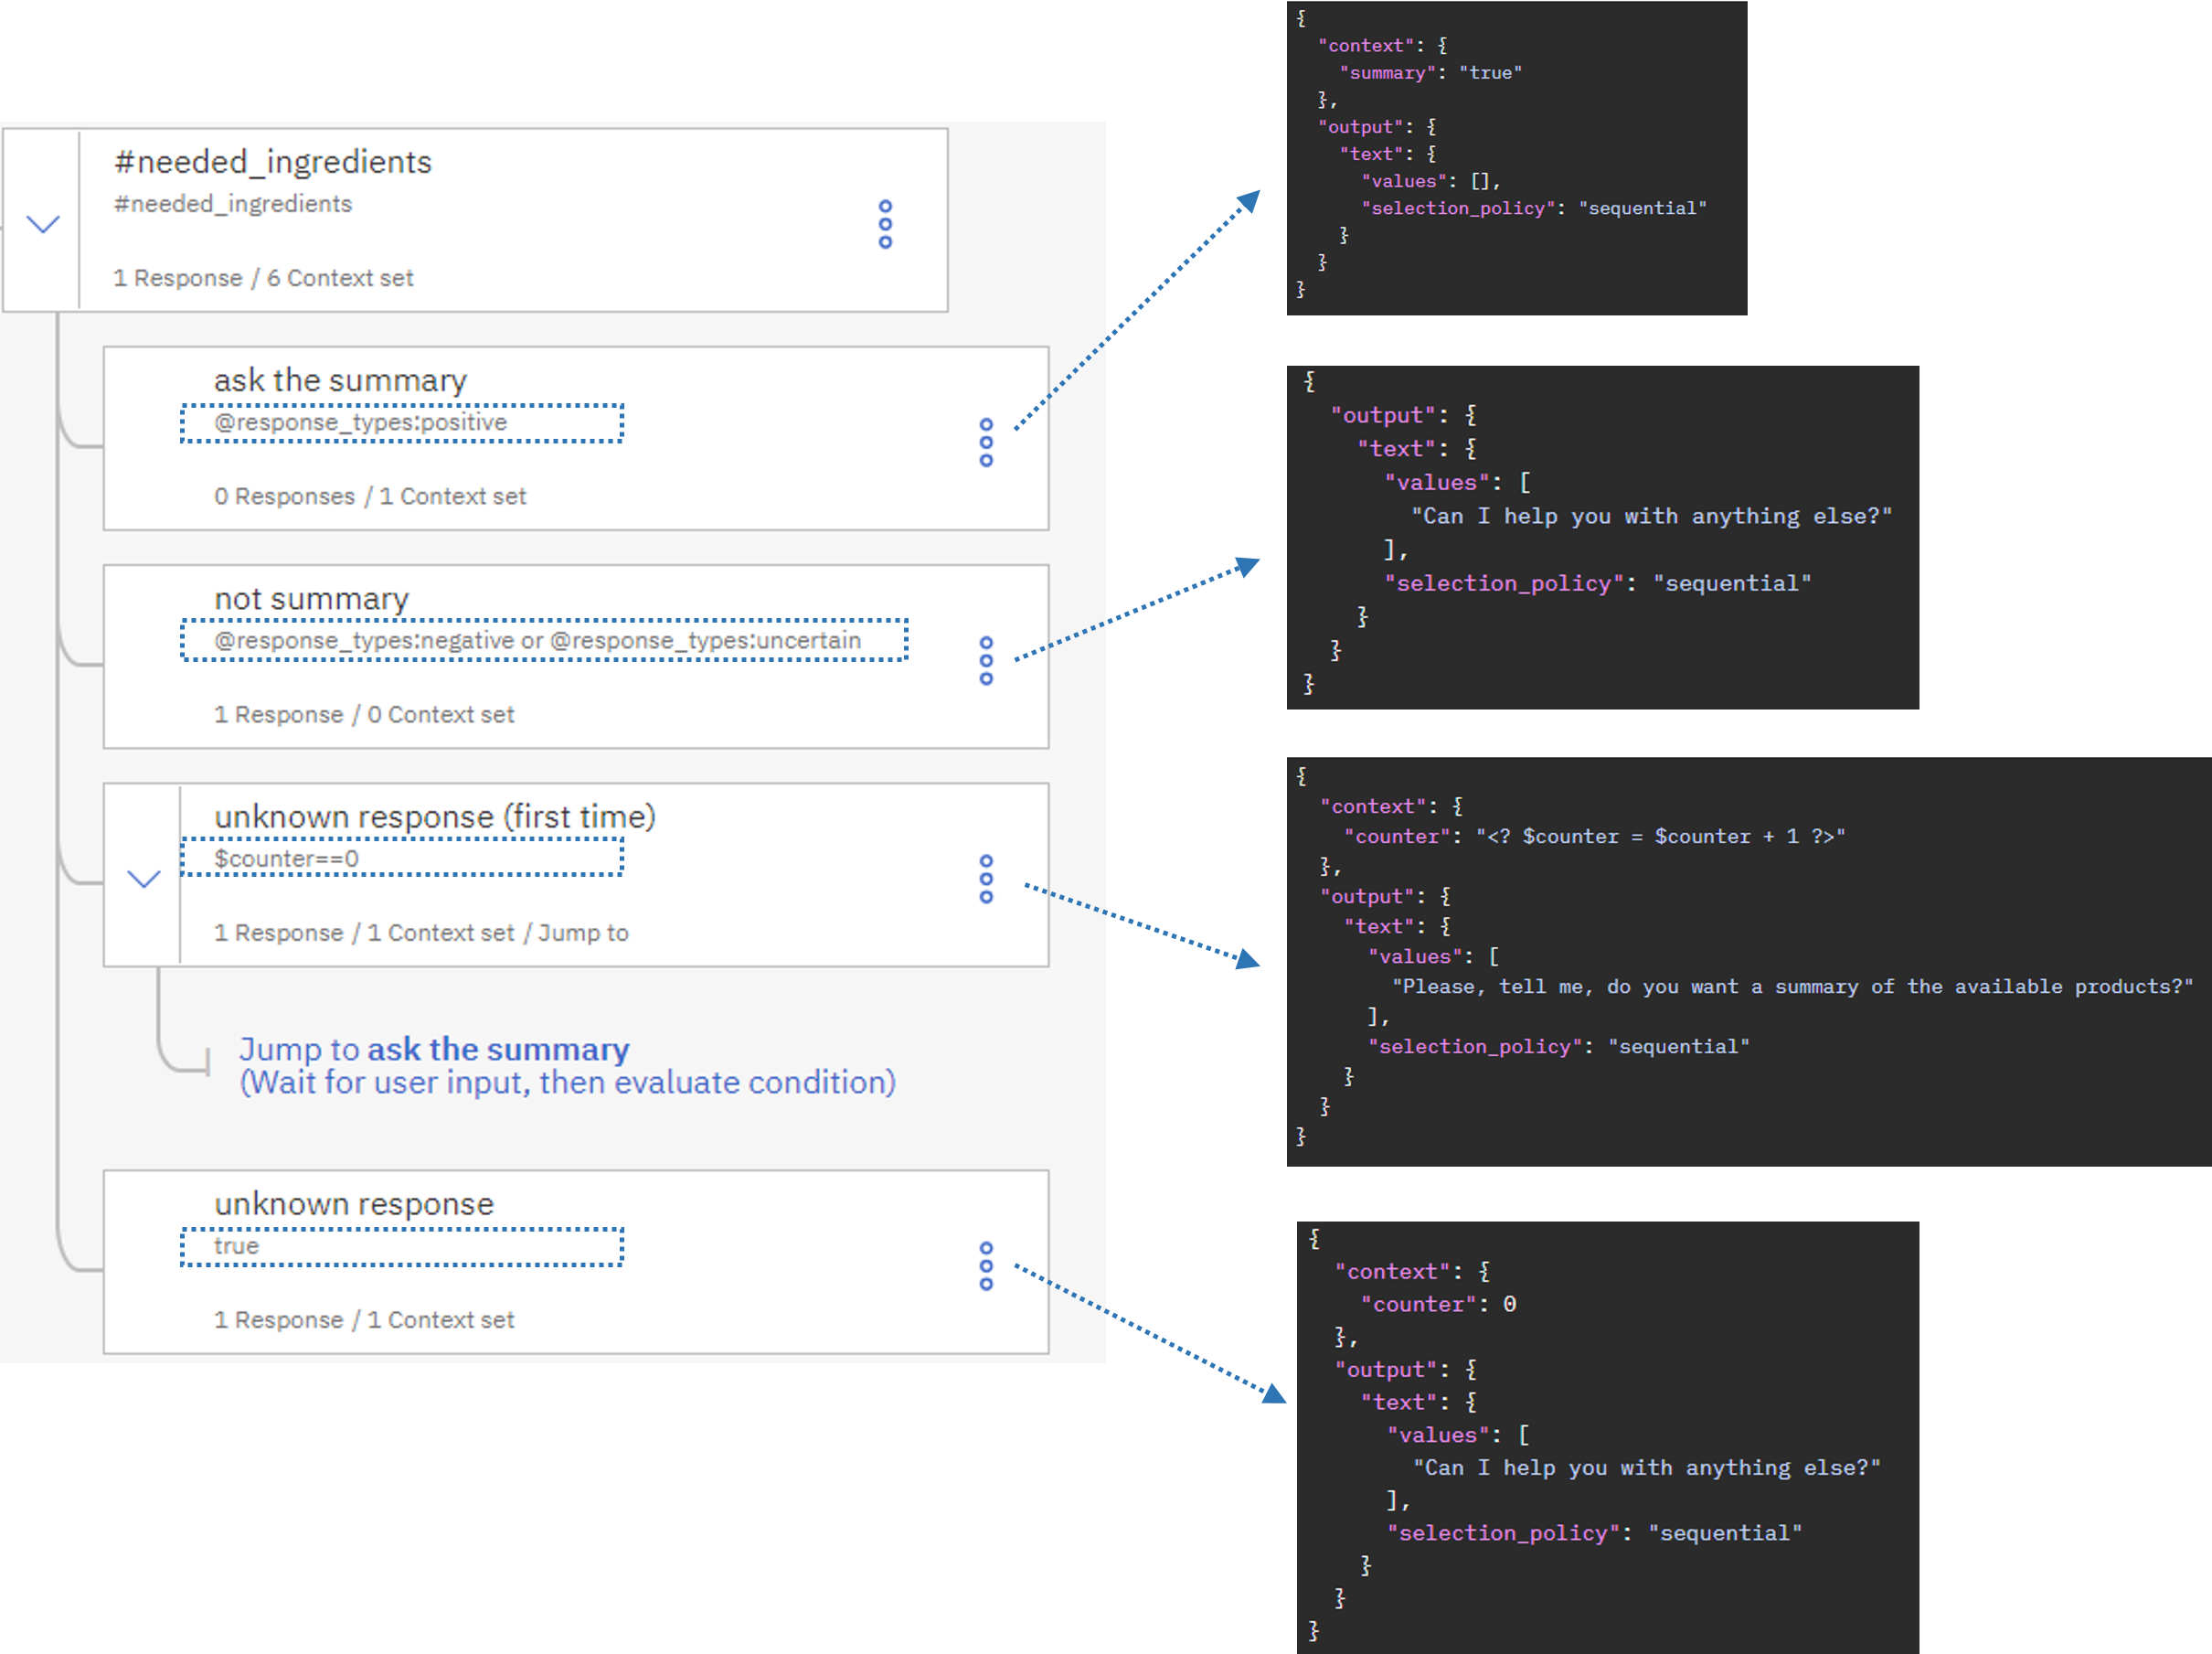 #needed_ingredients
#needed_ingredients
1 Response / 6 Context set
ask the summary
@response_types:positive
0 Responses / 1 Context set
not summary
@response_types:negative or @response_types:uncertain
1 Response / 0 Context set
unknown response (first time)
$counter==0
1 Response / 1 Context set / Jump to
Jump to ask the summary
(Wait for user input, then evaluate condition)
unknown response
true
1 Response / 1 Context set
{
"context": {
"summary": "true"
},
"output": {
"text": {
"values": [],
"selection_policy": "sequential"
}
}
}
{
"output": {
"text": {
"values": [
"Can I help you with anything else?"
],
"selection_policy": "sequential"
}
}
}
{
"context": {
"counter": "<? $counter = $counter + 1 ?>"
},
"output": {
"text": {
"values": [
"Please, tell me, do you want a summary of the available products?"
],
"selection_policy": "sequential"
}
}
}
{
"context": {
"counter": 0
},
"output": {
"text": {
"values": [
"Can I help you with anything else?"
],
"selection_policy": "sequential"
}
}
}